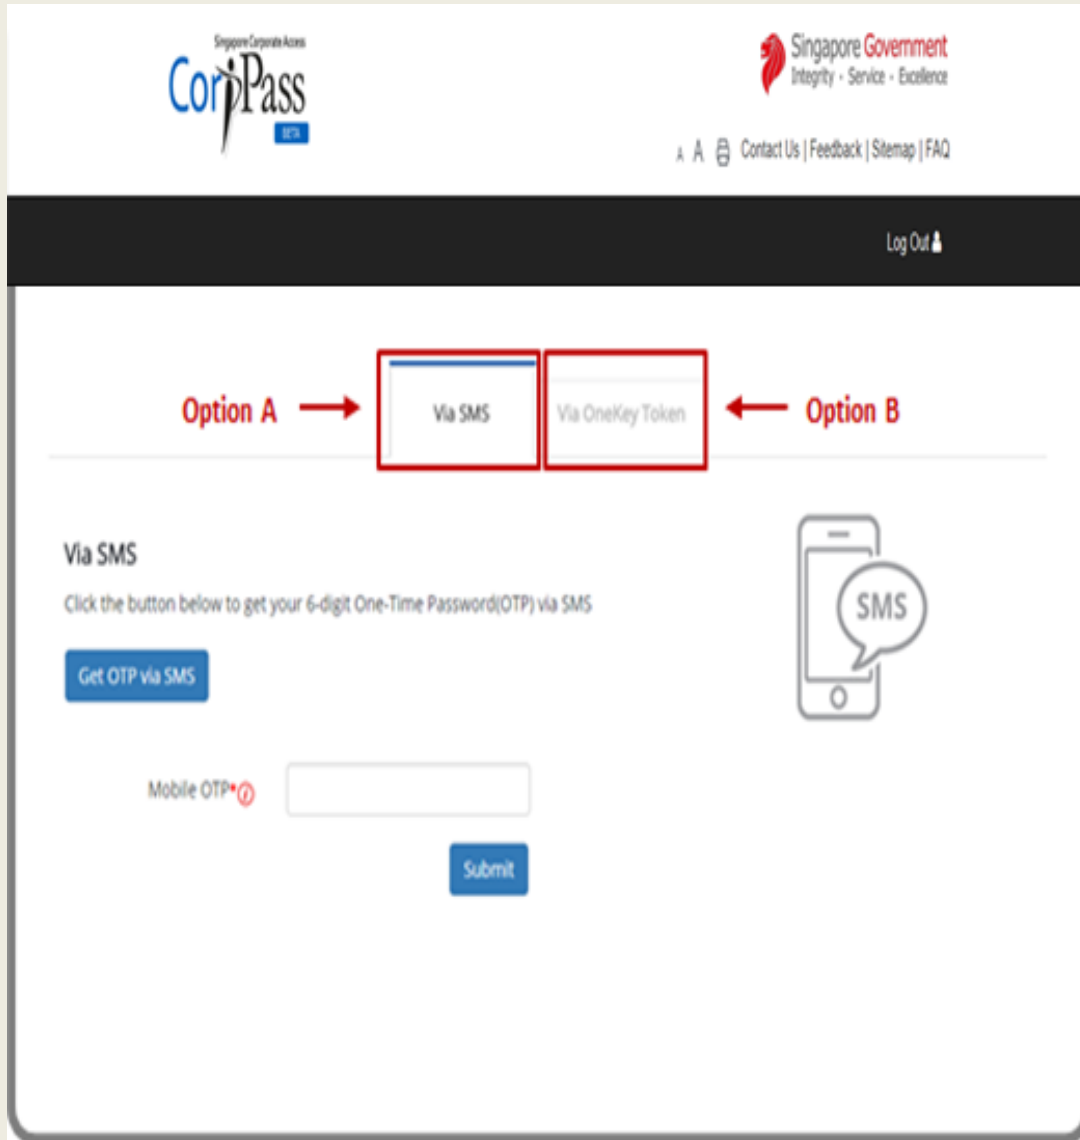 Singapore Corporate Access
CorpPass
BETA
Singapore Government
Integrity · Service · Excellence
A A Contact Us | Feedback | Sitemap | FAQ
Log Out
Option A Via SMS Via OneKey Token Option B
Via SMS
Click the button below to get your 6-digit One-Time Password(OTP) via SMS
SMS
Get OTP via SMS
Mobile OTP*
Submit